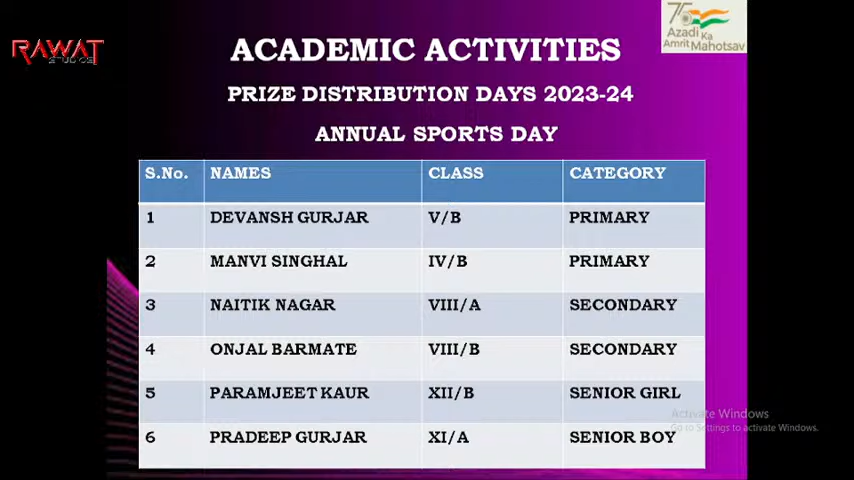 RAWAT
STUDIOS
75
Azadi Ka
Amrit Mahotsav
ACADEMIC ACTIVITIES
PRIZE DISTRIBUTION DAYS 2023-24
ANNUAL SPORTS DAY
S.No. NAMES CLASS CATEGORY
1 DEVANSH GURJAR V/B PRIMARY
2 MANVI SINGHAL IV/B PRIMARY
3 NAITIK NAGAR VIII/A SECONDARY
4 ONJAL BARMATE VIII/B SECONDARY
5 PARAMJEET KAUR XII/B SENIOR GIRL
6 PRADEEP GURJAR XI/A SENIOR BOY
Activate Windows
Go to Settings to activate Windows.